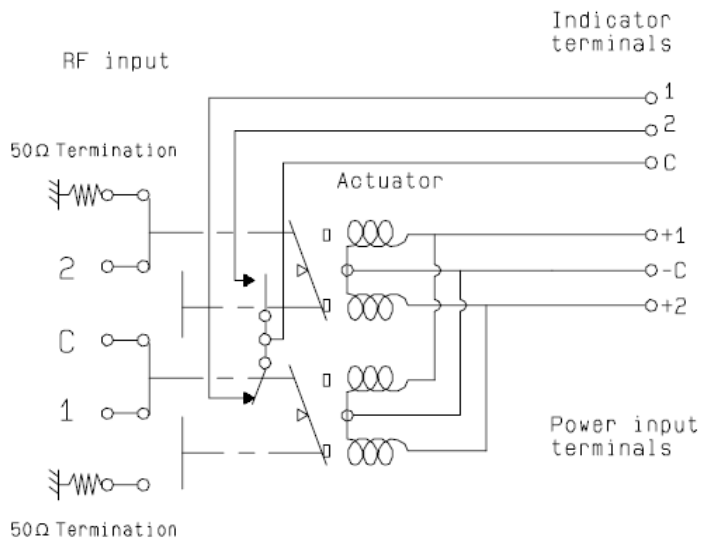 Indicator
terminals
RF input
1
2
50Ω Termination
C
Actuator
+1
2
-C
+2
C
1
Power input
terminals
50Ω Termination